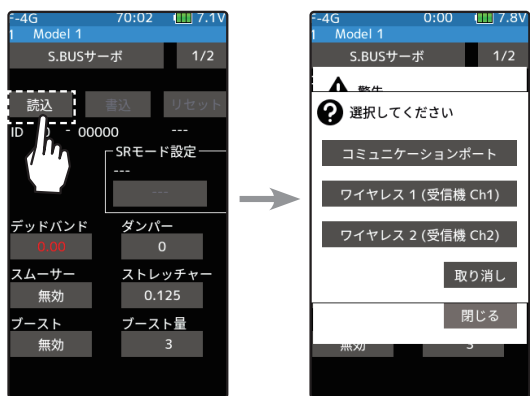 -4G 70:02 7.1V
1 Model 1
S.BUSサーボ 1/2
読込 書込 リセット
ID 0 - 00000 ---
SRモード設定
---
---
デッドバンド ダンパー
0.00 0
スムーサー ストレッチャー
無効 0.125
ブースト ブースト量
無効 3
-4G 0:00 7.8V
1 Model 1
S.BUSサーボ 1/2
警告
選択してください
コミュニケーションポート
ワイヤレス 1 (受信機 Ch1)
ワイヤレス 2 (受信機 Ch2)
取り消し
閉じる
無効 3